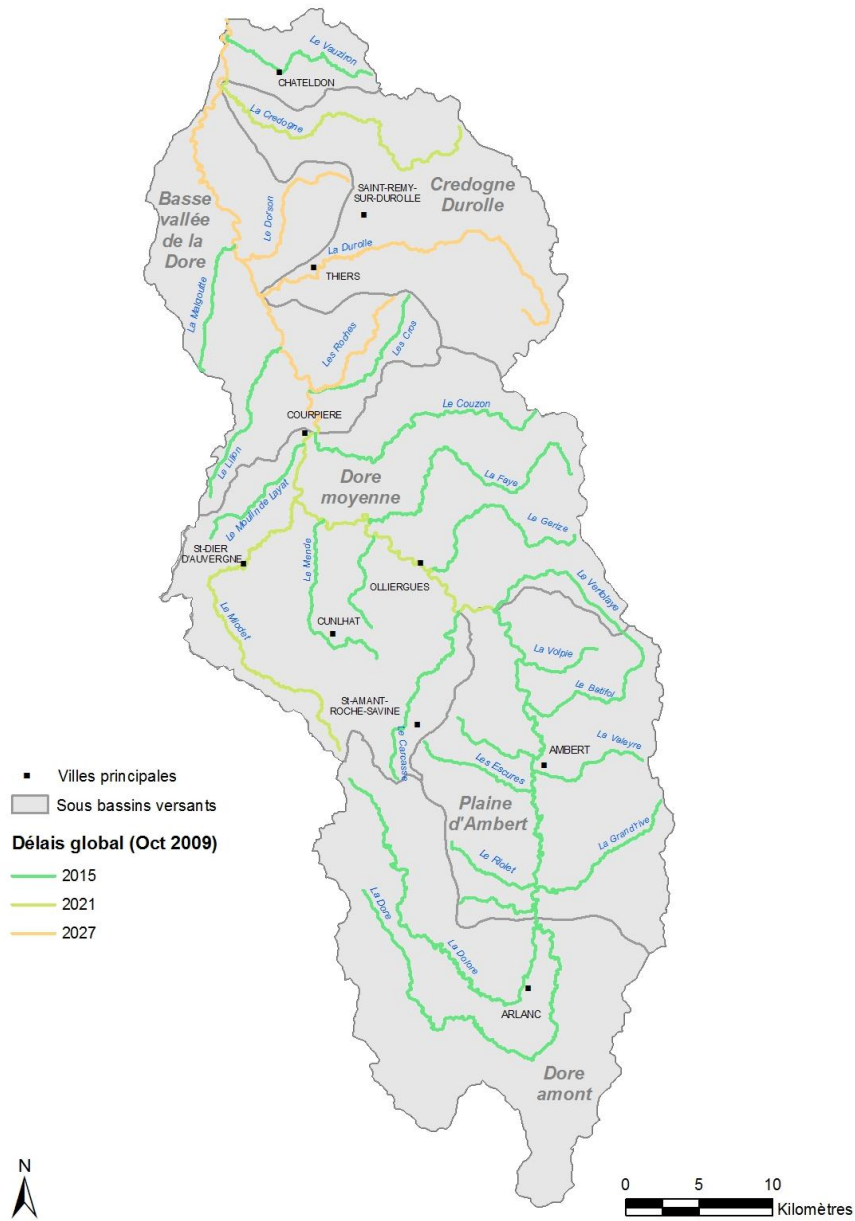 Le Vauziron
CHATELDON
La Credogne
SAINT-REMY-
SUR-DUROLLE
Credogne
Durolle
Basse
vallée
de la
Dore
Le Dorson
La Durolle
THIERS
La Malgoutte
Les Roches
Les Cros
COURPIERE
Le Couzon
Le Lilion
Dore
moyenne
La Faye
Le Moulin de Layat
Le Gerize
ST-DIER
D'AUVERGNE
Le Mende
OLLIERGUES
Le Vertolaye
Le Miodet
CUNLHAT
La Volpie
Le Batifol
St-AMANT-
ROCHE-SAVINE
Le Carcasse
La Valeyre
AMBERT
Les Escures
Plaine
d'Ambert
La Grand'rive
Le Riolet
La Dore
La Dolore
ARLANC
Dore
amont
Villes principales
Sous bassins versants
Délais global (Oct 2009)
2015
2021
2027
N
0 5 10
Kilomètres